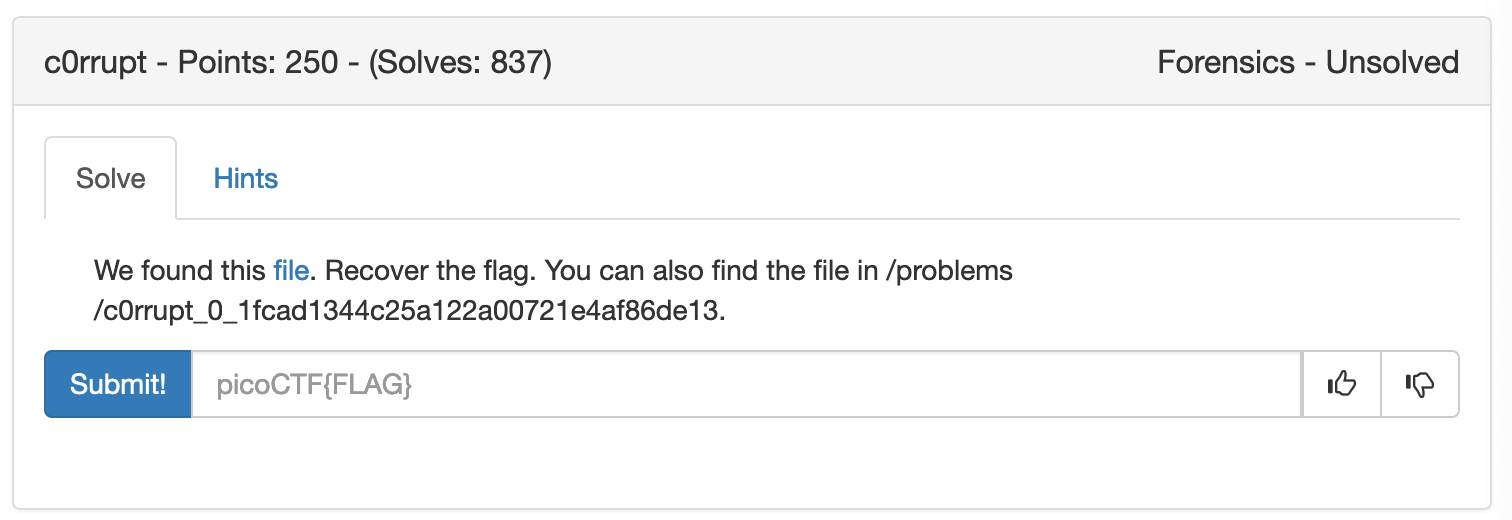 c0rrupt - Points: 250 - (Solves: 837)
Forensics - Unsolved
Solve
Hints
We found this file. Recover the flag. You can also find the file in /problems
/c0rrupt_0_1fcad1344c25a122a00721e4af86de13.
Submit!
picoCTF{FLAG}